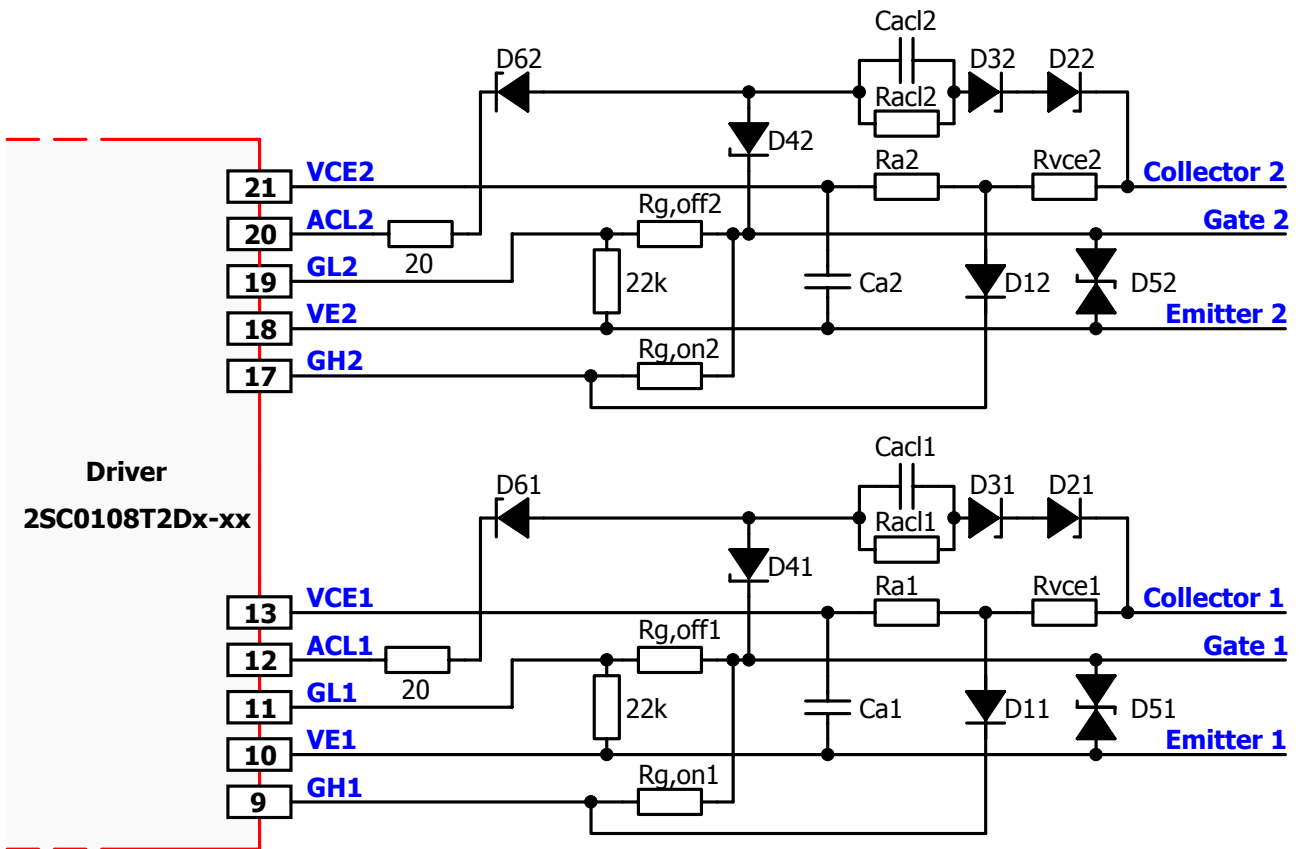 Cacl2
D62
D32
D22
Racl2
D42
VCE2
Ra2
Rvce2
Collector 2
21
ACL2
Rg,off2
Gate 2
20
20
GL2
19
22k
Ca2
D12
D52
VE2
Emitter 2
18
GH2
Rg,on2
17
Driver
2SC0108T2Dx-xx
Cacl1
D61
D31
D21
Racl1
D41
VCE1
Ra1
Rvce1
Collector 1
13
ACL1
Rg,off1
Gate 1
12
20
GL1
11
22k
Ca1
D11
D51
VE1
Emitter 1
10
GH1
Rg,on1
9